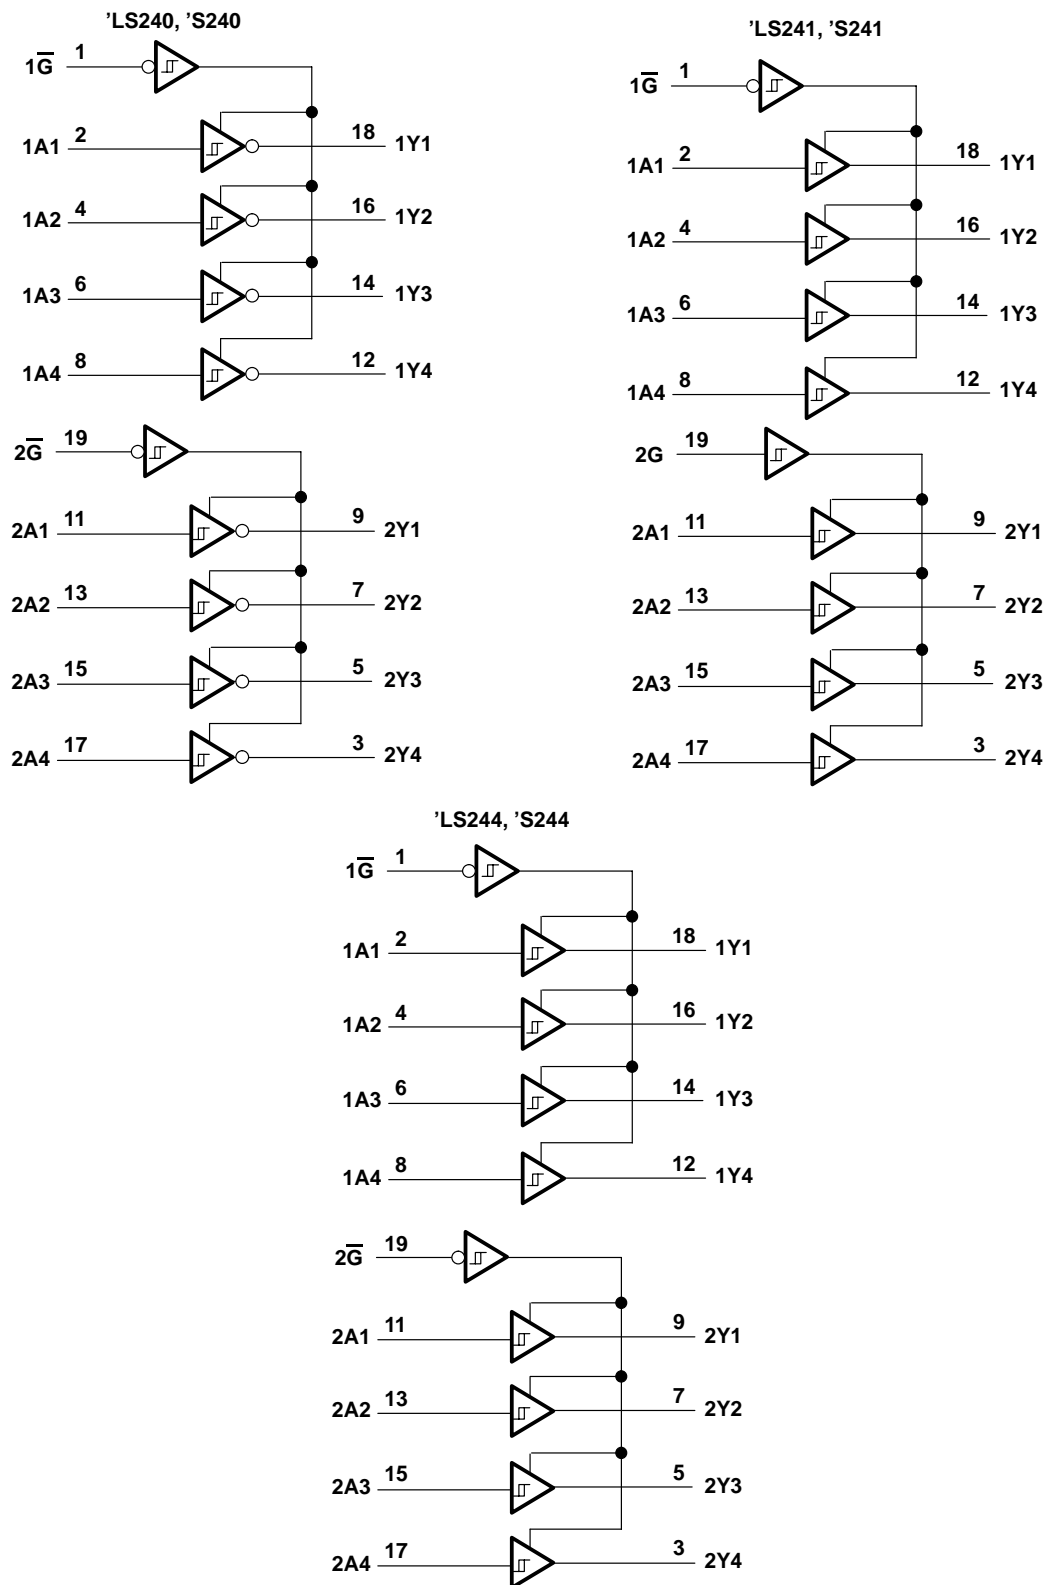 ’LS240, ’S240
1G̅ 1
1A1 2 18 1Y1
1A2 4 16 1Y2
1A3 6 14 1Y3
1A4 8 12 1Y4
2G̅ 19
2A1 11 9 2Y1
2A2 13 7 2Y2
2A3 15 5 2Y3
2A4 17 3 2Y4
’LS241, ’S241
1G̅ 1
1A1 2 18 1Y1
1A2 4 16 1Y2
1A3 6 14 1Y3
1A4 8 12 1Y4
2G 19
2A1 11 9 2Y1
2A2 13 7 2Y2
2A3 15 5 2Y3
2A4 17 3 2Y4
’LS244, ’S244
1G̅ 1
1A1 2 18 1Y1
1A2 4 16 1Y2
1A3 6 14 1Y3
1A4 8 12 1Y4
2G̅ 19
2A1 11 9 2Y1
2A2 13 7 2Y2
2A3 15 5 2Y3
2A4 17 3 2Y4